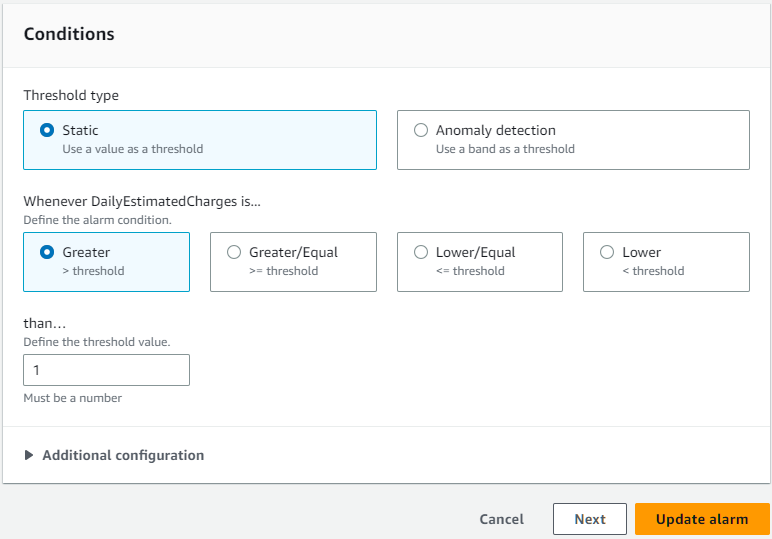 Conditions
Threshold type
Static
Use a value as a threshold
Anomaly detection
Use a band as a threshold
Whenever DailyEstimatedCharges is...
Define the alarm condition.
Greater
> threshold
Greater/Equal
>= threshold
Lower/Equal
<= threshold
Lower
< threshold
than...
Define the threshold value.
1
Must be a number
Additional configuration
Cancel
Next
Update alarm